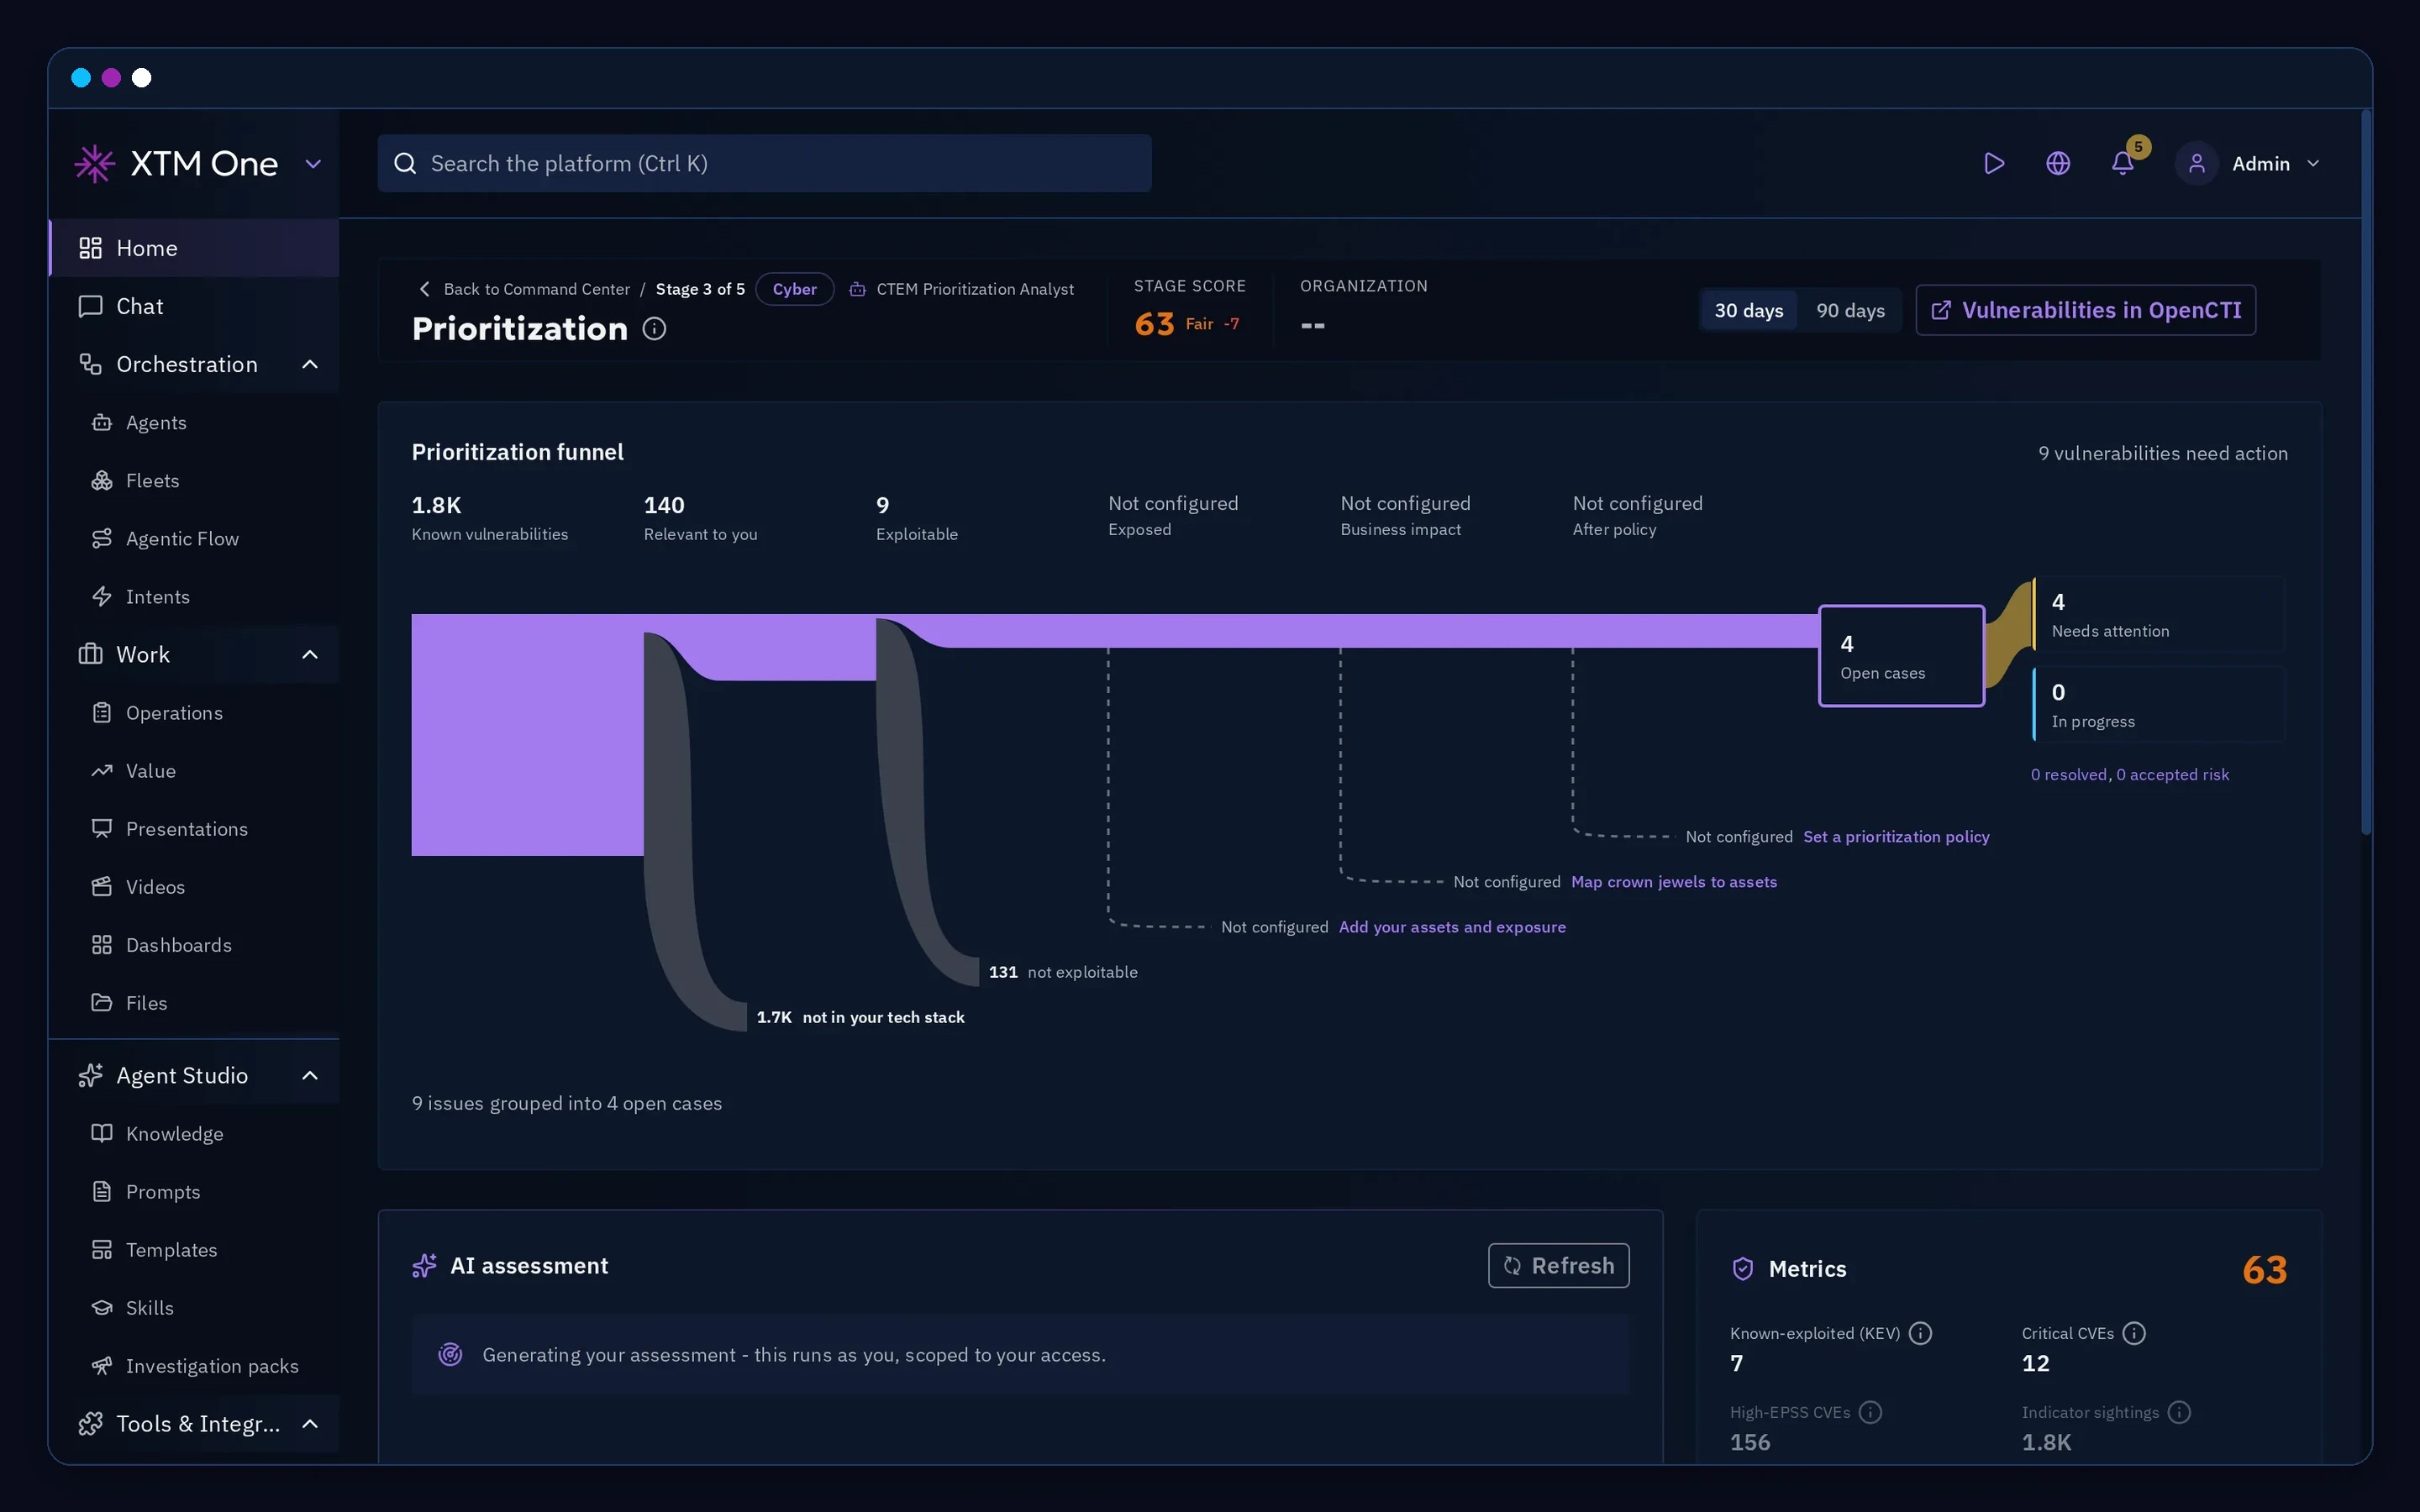 XTM One
Search the platform (Ctrl K)
5
Admin
Home
Chat
Orchestration
Agents
Fleets
Agentic Flow
Intents
Work
Operations
Value
Presentations
Videos
Dashboards
Files
Agent Studio
Knowledge
Prompts
Templates
Skills
Investigation packs
Tools & Integr...
Back to Command Center / Stage 3 of 5 Cyber CTEM Prioritization Analyst
Prioritization
STAGE SCORE
63 Fair -7
ORGANIZATION
--
30 days 90 days
Vulnerabilities in OpenCTI
Prioritization funnel
9 vulnerabilities need action
1.8K
Known vulnerabilities
140
Relevant to you
9
Exploitable
Not configured
Exposed
Not configured
Business impact
Not configured
After policy
4
Open cases
4
Needs attention
0
In progress
0 resolved, 0 accepted risk
Not configured Set a prioritization policy
Not configured Map crown jewels to assets
Not configured Add your assets and exposure
131 not exploitable
1.7K not in your tech stack
9 issues grouped into 4 open cases
AI assessment
Refresh
Generating your assessment - this runs as you, scoped to your access.
Metrics
63
Known-exploited (KEV)
7
Critical CVEs
12
High-EPSS CVEs
156
Indicator sightings
1.8K